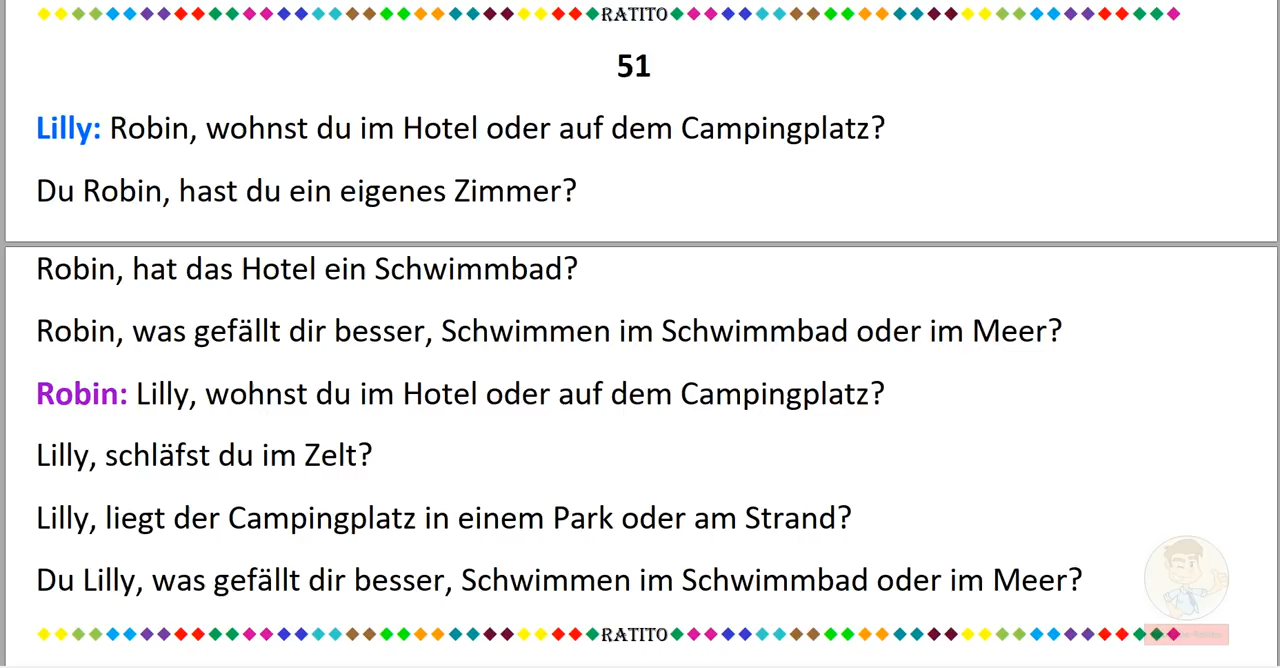 RATITO
51
Lilly: Robin, wohnst du im Hotel oder auf dem Campingplatz?
Du Robin, hast du ein eigenes Zimmer?
Robin, hat das Hotel ein Schwimmbad?
Robin, was gefällt dir besser, Schwimmen im Schwimmbad oder im Meer?
Robin: Lilly, wohnst du im Hotel oder auf dem Campingplatz?
Lilly, schläfst du im Zelt?
Lilly, liegt der Campingplatz in einem Park oder am Strand?
Du Lilly, was gefällt dir besser, Schwimmen im Schwimmbad oder im Meer?
RATITO